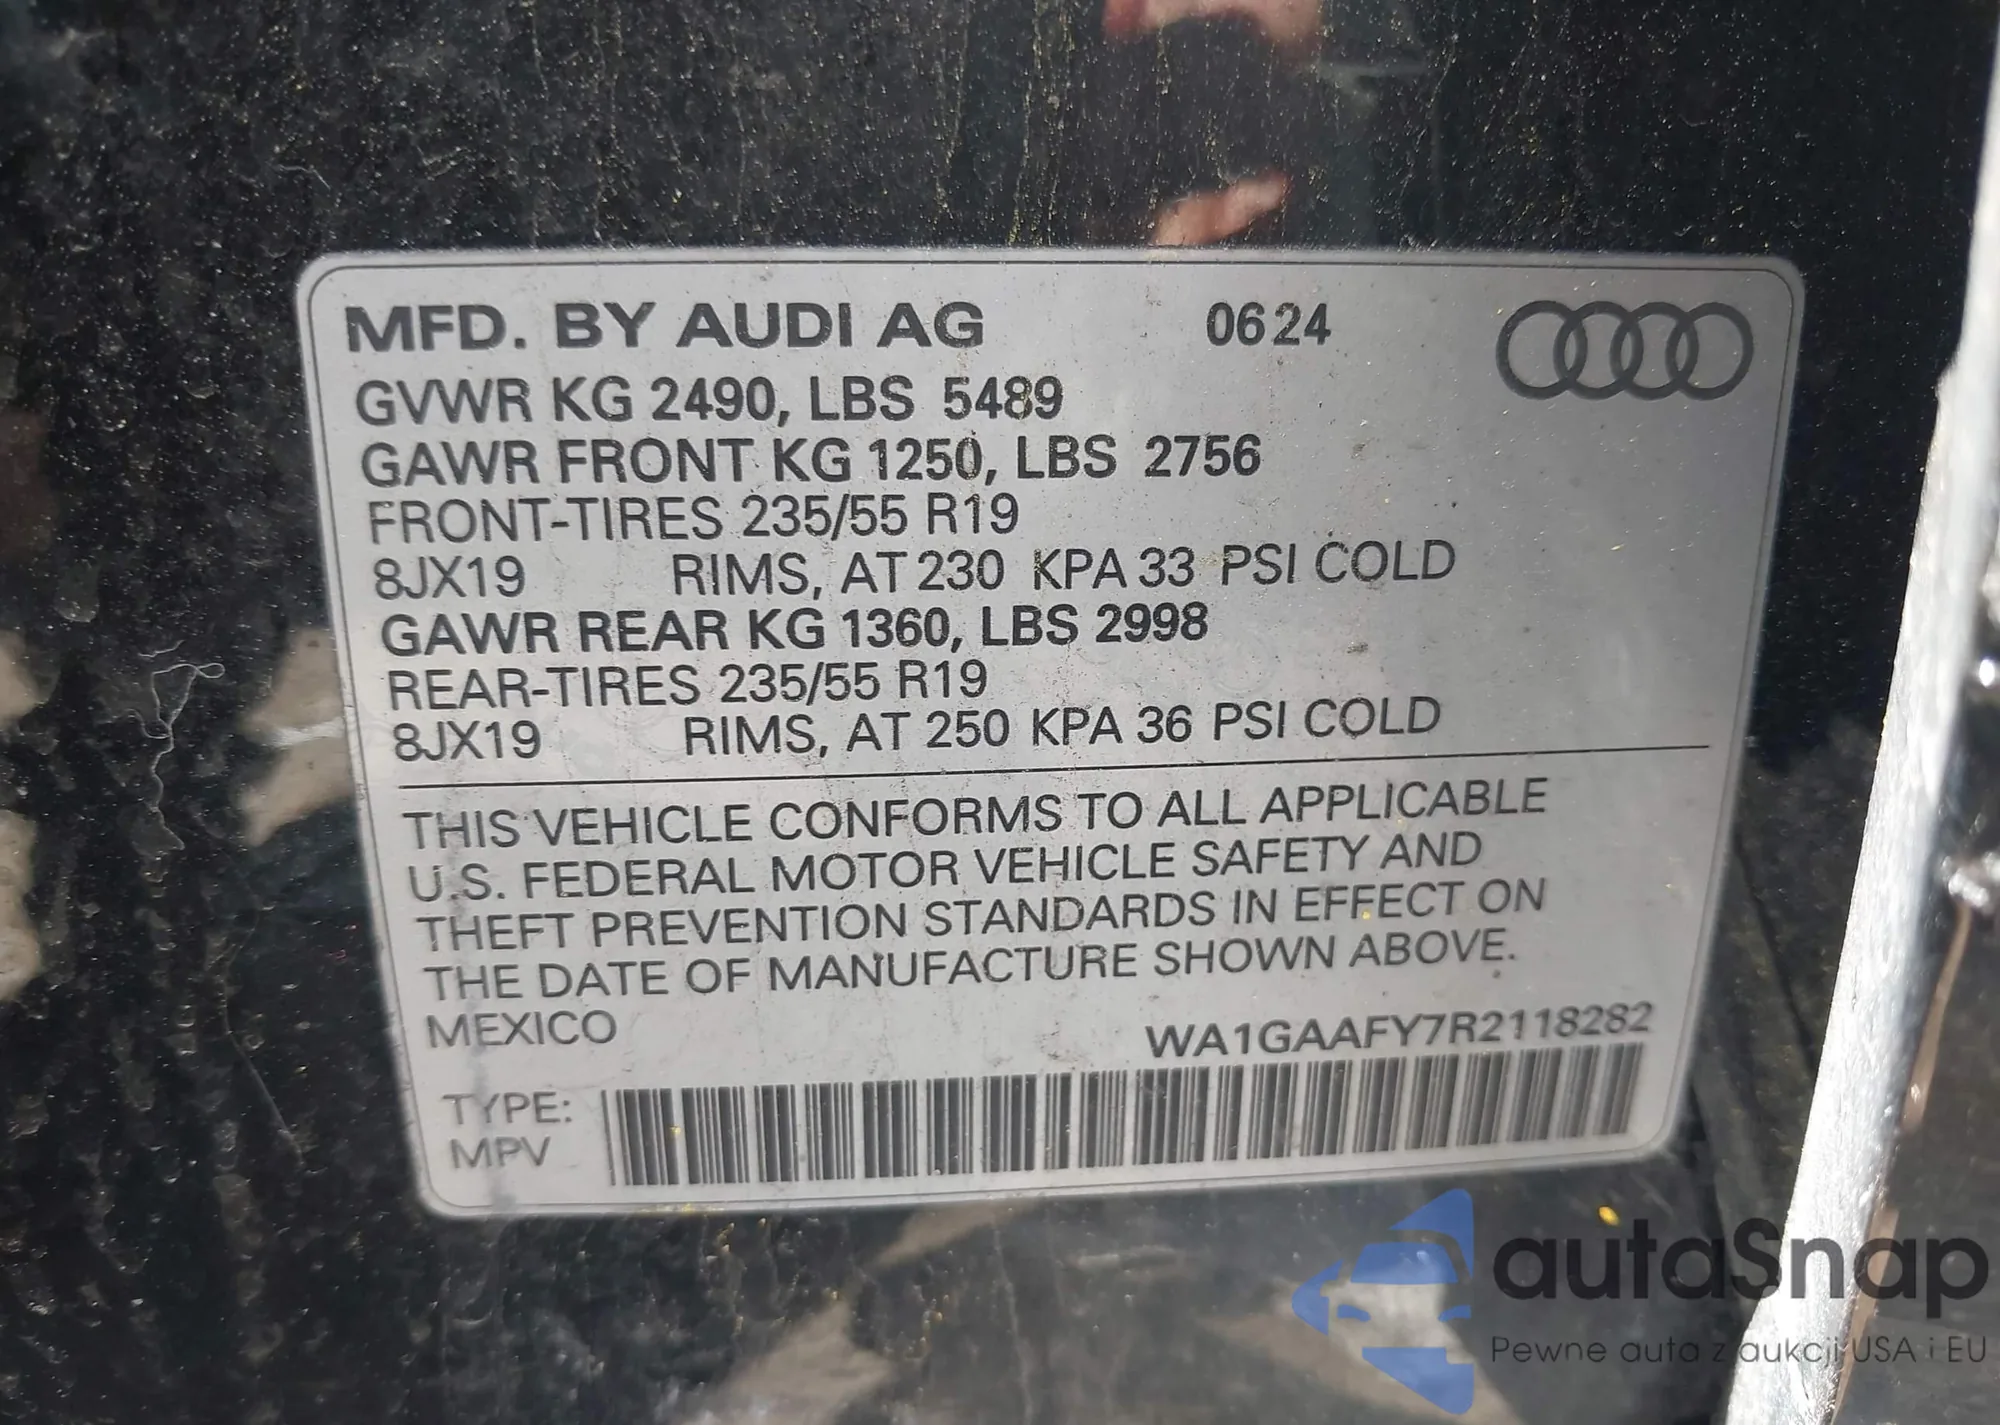 MFD. BY AUDI AG 06 24
GVWR KG 2490, LBS 5489
GAWR FRONT KG 1250, LBS 2756
FRONT-TIRES 235/55 R19
8JX19 RIMS, AT 230 KPA 33 PSI COLD
GAWR REAR KG 1360, LBS 2998
REAR-TIRES 235/55 R19
8JX19 RIMS, AT 250 KPA 36 PSI COLD
THIS VEHICLE CONFORMS TO ALL APPLICABLE
U.S. FEDERAL MOTOR VEHICLE SAFETY AND
THEFT PREVENTION STANDARDS IN EFFECT ON
THE DATE OF MANUFACTURE SHOWN ABOVE.
MEXICO WA1GAAFY7R2118282
TYPE:
MPV
autaSnap
Pewne auta z aukcji USA i EU